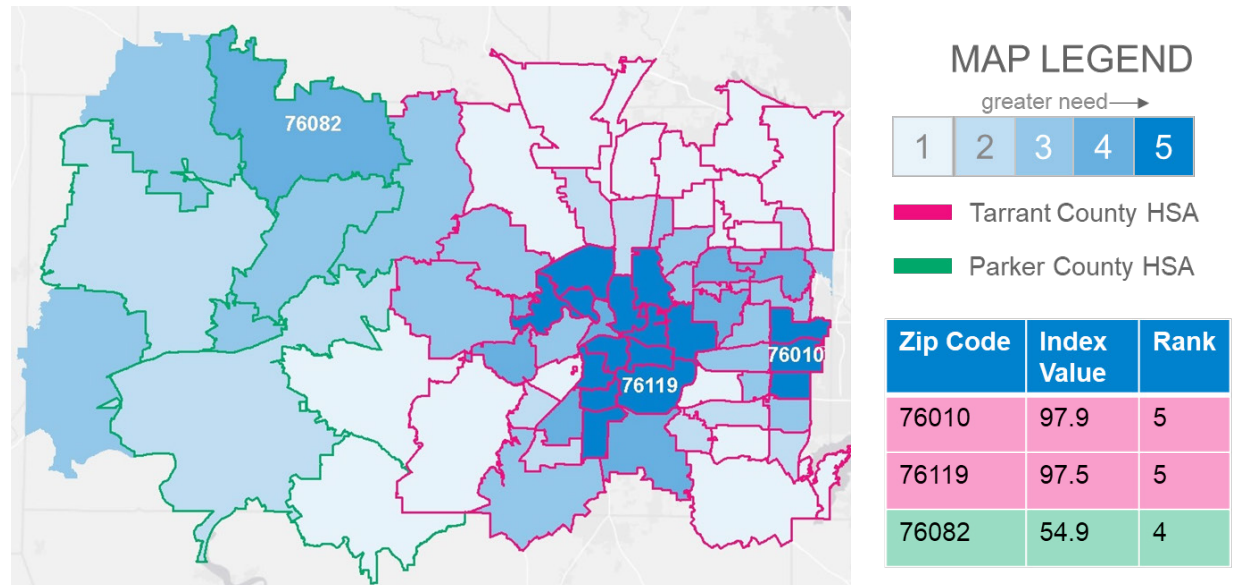 76082
76010
76119
MAP LEGEND
greater need
1 2 3 4 5
Tarrant County HSA
Parker County HSA
Zip Code Index Value Rank
76010 97.9 5
76119 97.5 5
76082 54.9 4